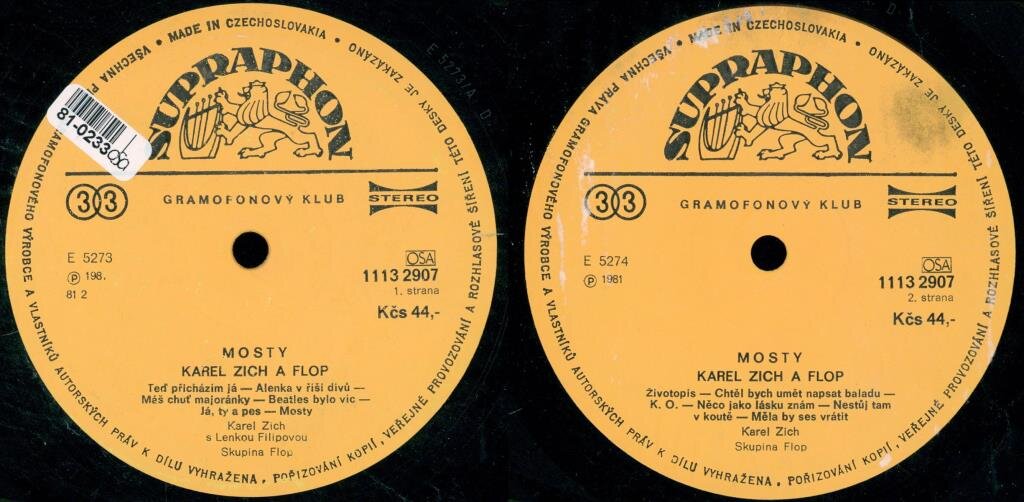 • MADE IN CZECHOSLOVAKIA •
VŠECHNA P
GRAMOFONOVÉHO VÝROBCE A VLASTNÍKŮ AUTORSKÝCH PRÁV K DÍLU VYHRAŽENA. POŘIZOVÁNÍ KOPIÍ, VEŘEJNÉ PROVOZOVÁNÍ A ROZHLASOVÉ ŠÍŘENÍ TÉTO DESKY JE ZAKÁZÁNO
SUPRAPHON
81-0233
E 5273/A
33
GRAMOFONOVÝ KLUB
STEREO
E 5273
OSA
Ⓟ 198.
1113 2907
81 2
1. strana
Kčs 44,-
MOSTY
KAREL ZICH A FLOP
Teď přicházím já — Alenka v říši divů —
Máš chuť majoránky — Beatles bylo víc —
Já, ty a pes — Mosty
Karel Zich
s Lenkou Filipovou
Skupina Flop
• MADE IN CZECHOSLOVAKIA •
VŠECHNA PRÁVA GRAMOFONOVÉHO VÝROBCE A VLASTNÍKŮ AUTORSKÝCH PRÁV K DÍLU VYHRAŽENA. POŘIZOVÁNÍ KOPIÍ, VEŘEJNÉ PROVOZOVÁNÍ A ROZHLASOVÉ ŠÍŘENÍ TÉTO DESKY JE ZAKÁZÁNO
SUPRAPHON
33
GRAMOFONOVÝ KLUB
STEREO
E 5274
OSA
Ⓟ 1981
1113 2907
2. strana
Kčs 44,-
MOSTY
KAREL ZICH A FLOP
Životopis — Chtěl bych umět napsat baladu —
K. O. — Něco jako lásku znám — Nestůj tam
v koutě — Měla by ses vrátit
Karel Zich
Skupina Flop